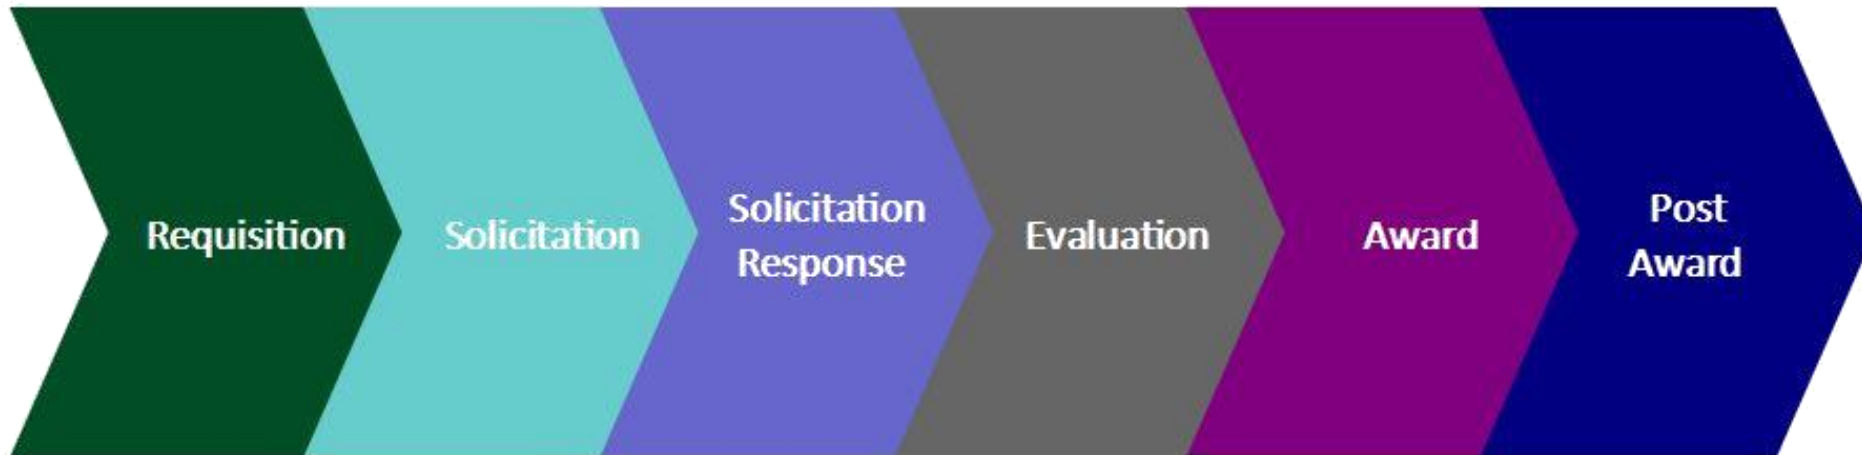 Requisition
Solicitation
Solicitation
Response
Evaluation
Award
Post
Award